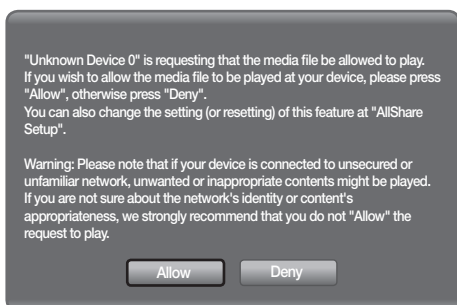 "Unknown Device 0" is requesting that the media file be allowed to play.
If you wish to allow the media file to be played at your device, please press
"Allow", otherwise press "Deny".
You can also change the setting (or resetting) of this feature at "AllShare
Setup".
Warning: Please note that if your device is connected to unsecured or
unfamiliar network, unwanted or inappropriate contents might be played.
If you are not sure about the network's identity or content's
appropriateness, we strongly recommend that you do not "Allow" the
request to play.
Allow Deny